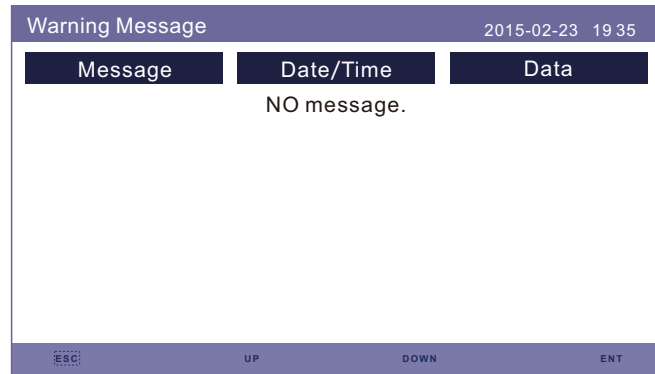 Warning Message 2015-02-23 19 35
Message Date/Time Data
NO message.
ESC UP DOWN ENT